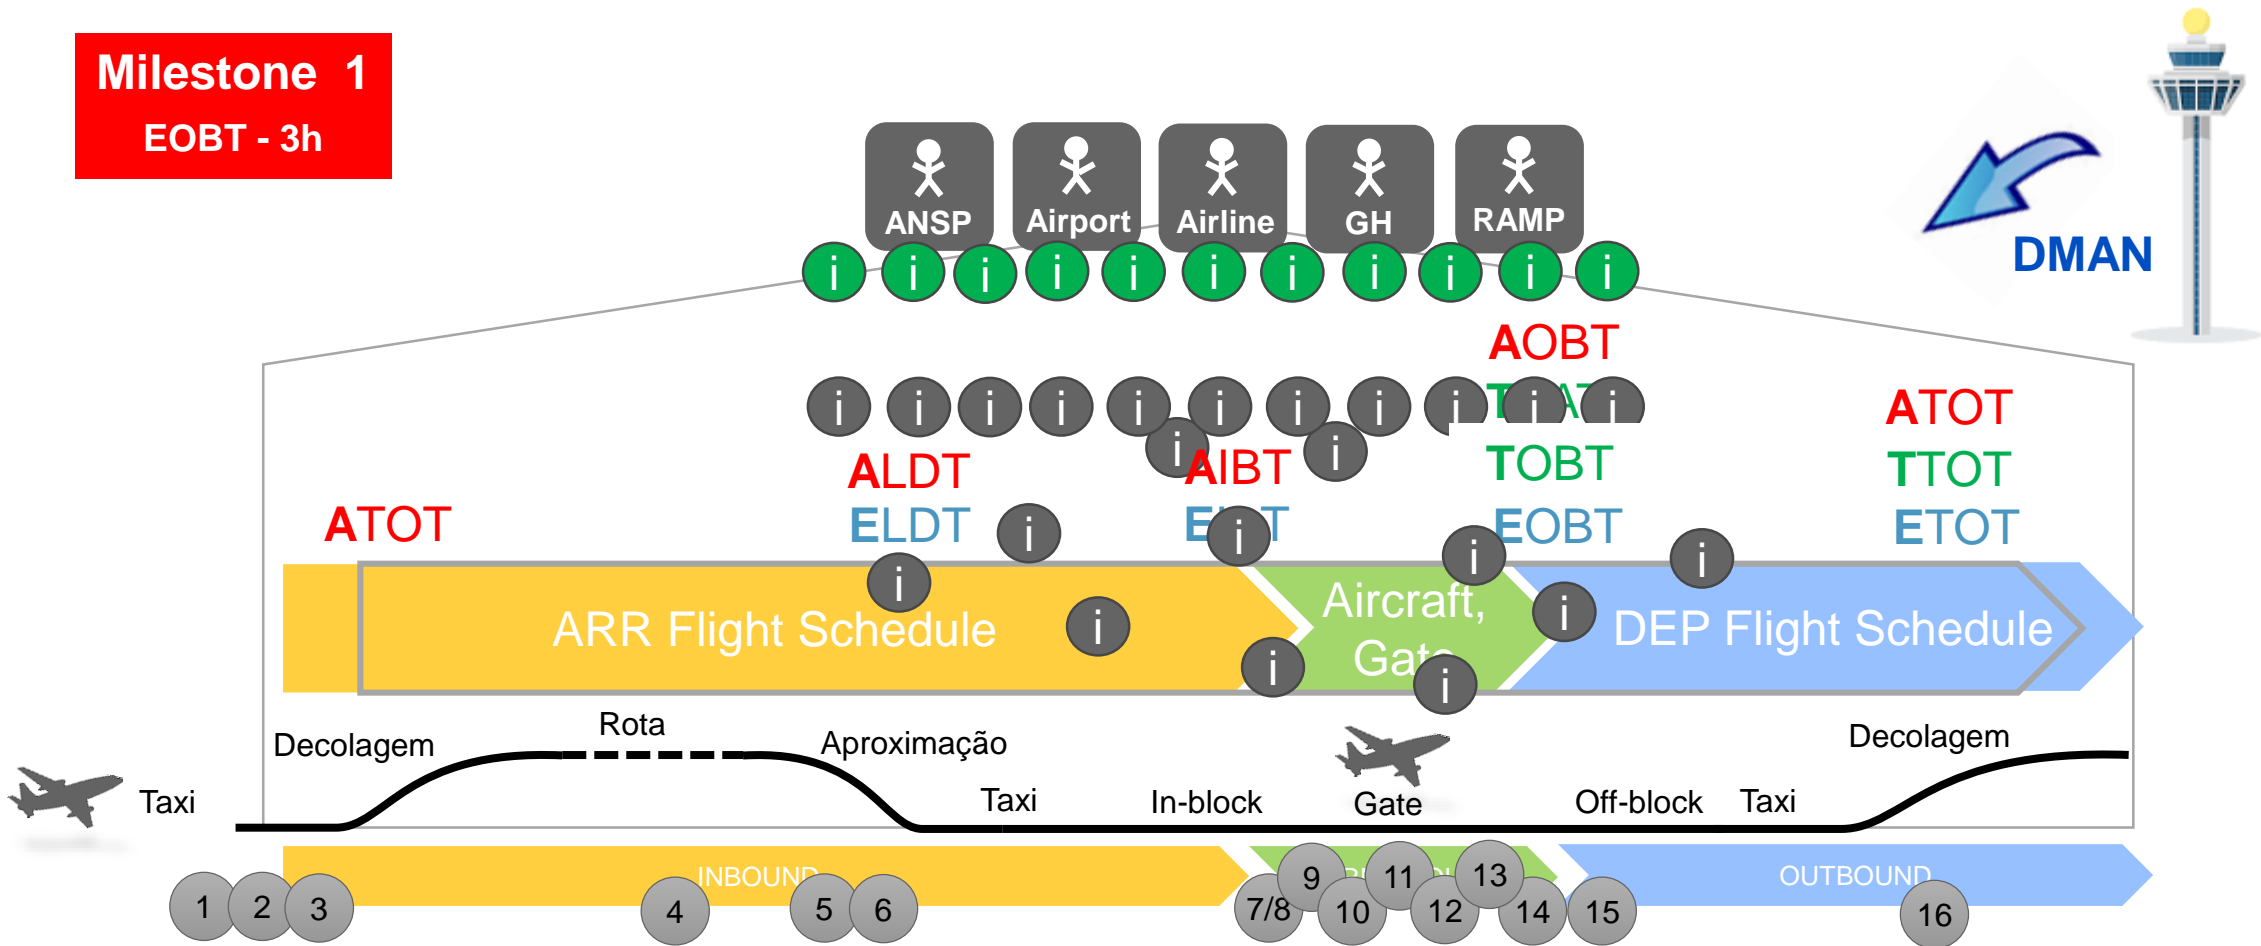 Milestone 1
EOBT - 3h
ANSP
Airport
Airline
GH
RAMP
i i i i i i i i i i i
DMAN
AOBT
i i i i i i i i i i i
ATOT
i i
ALDT
AIBT
TOBT
TTOT
ATOT
ELDT
i
i
EOBT
ETOT
i
i
i
Aircraft,
Gate
ARR Flight Schedule
i
i
DEP Flight Schedule
i
i
Decolagem
Rota
Aproximação
Decolagem
Taxi
Taxi
In-block
Gate
Off-block
Taxi
INBOUND
OUTBOUND
1 2 3 4 5 6 7/8 9 10 11 12 13 14 15 16